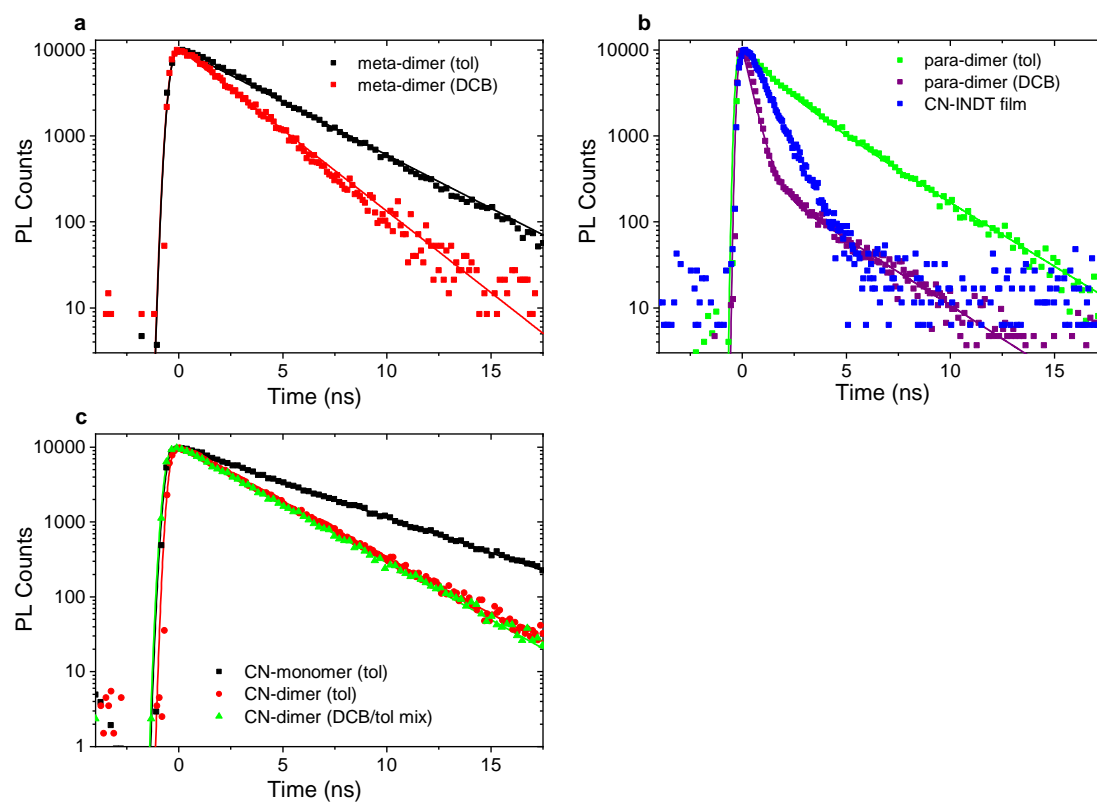 a
10000
1000
100
10
PL Counts
meta-dimer (tol)
meta-dimer (DCB)
0
5
10
15
Time (ns)
b
10000
1000
100
10
PL Counts
para-dimer (tol)
para-dimer (DCB)
CN-INDT film
0
5
10
15
Time (ns)
c
10000
1000
100
10
1
PL Counts
CN-monomer (tol)
CN-dimer (tol)
CN-dimer (DCB/tol mix)
0
5
10
15
Time (ns)